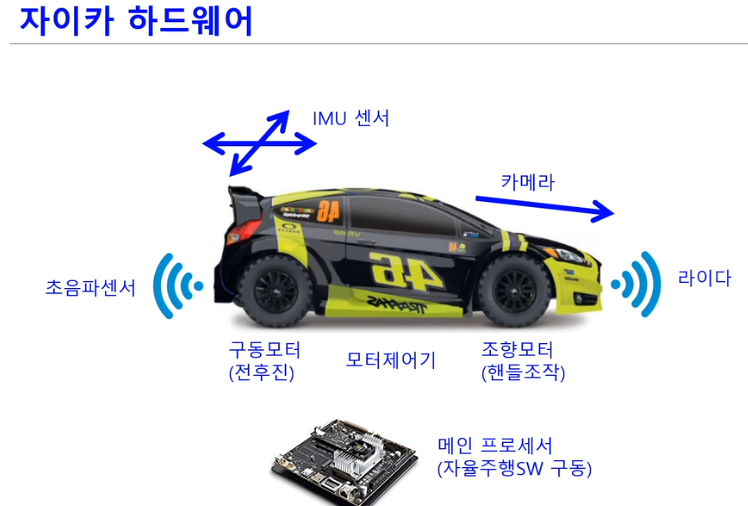 자이카 하드웨어
IMU 센서
카메라
초음파센서
라이다
구동모터
(전후진)
모터제어기
조향모터
(핸들조작)
46
46
TRAXXAS
메인 프로세서
(자율주행SW 구동)